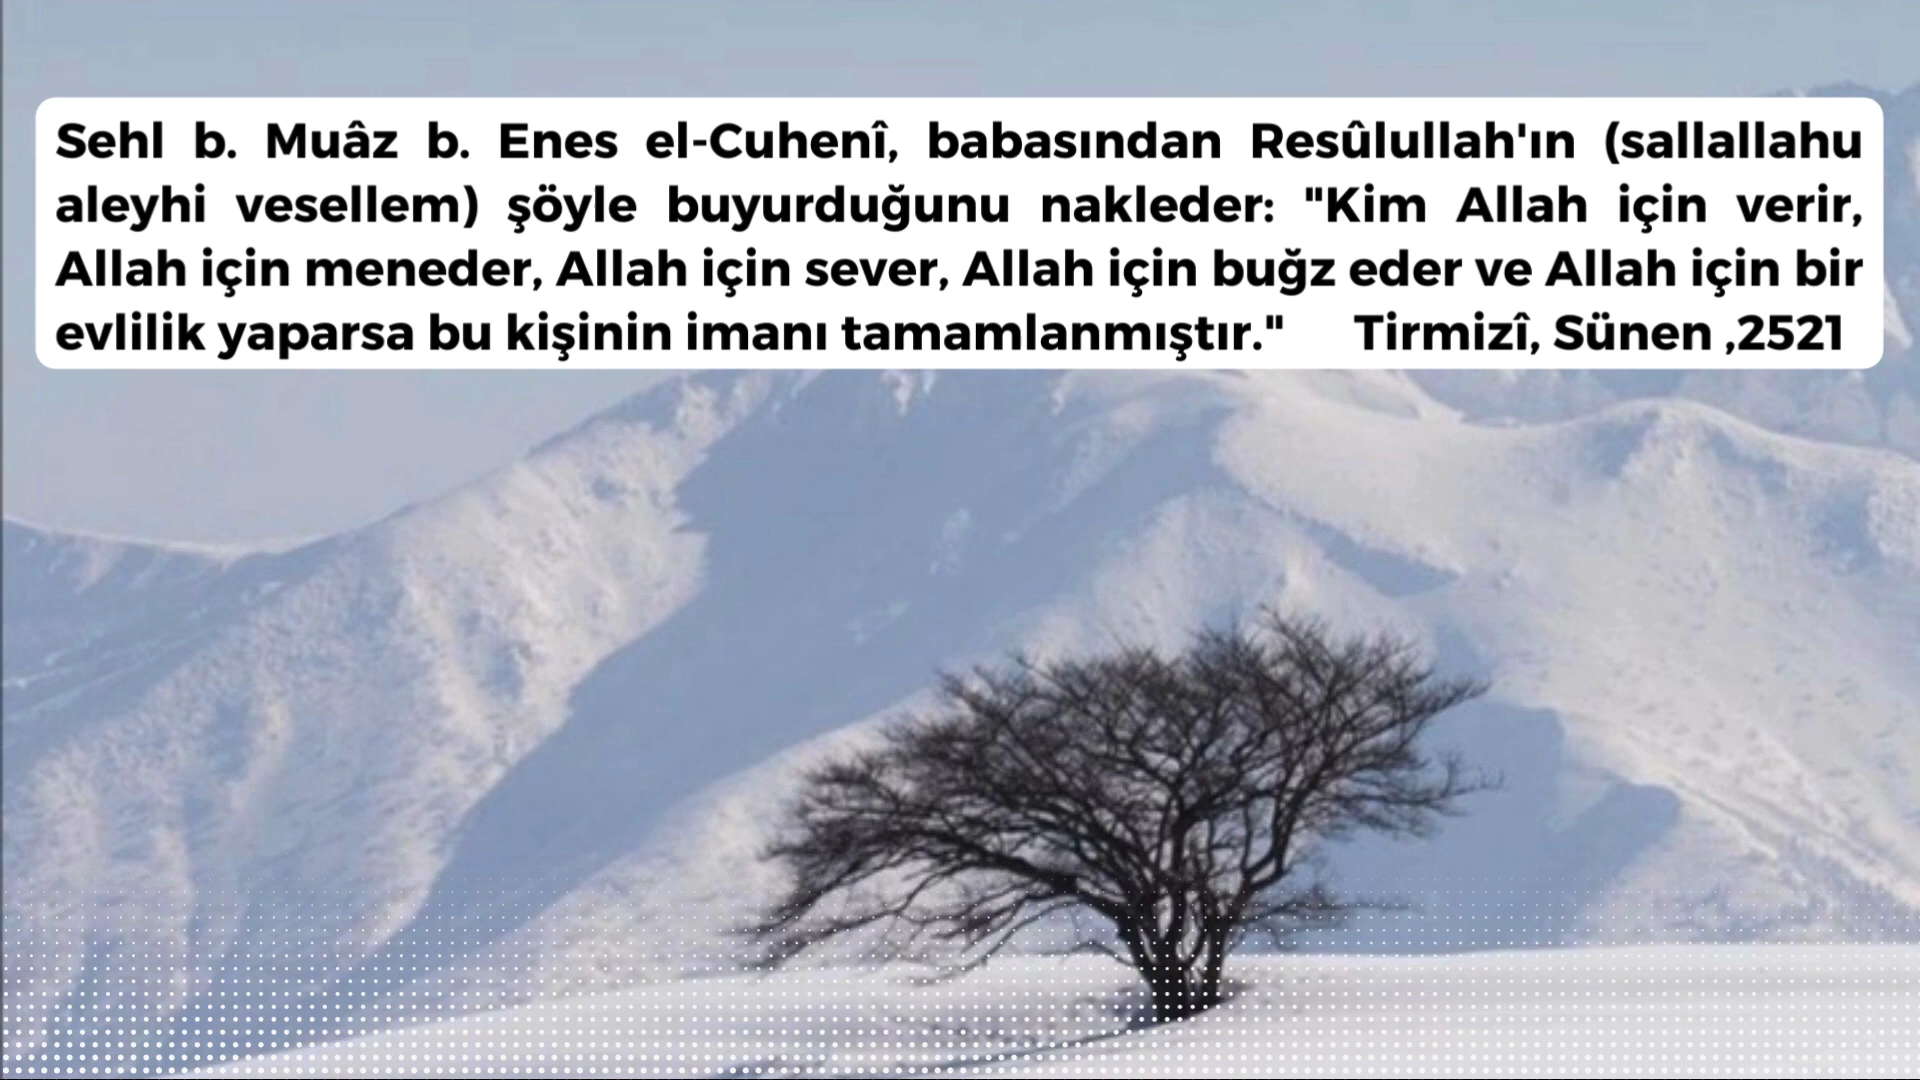 Sehl b. Muâz b. Enes el-Cuhenî, babasından Resûlullah'ın (sallallahu
aleyhi vesellem) şöyle buyurduğunu nakleder: "Kim Allah için verir,
Allah için meneder, Allah için sever, Allah için buğz eder ve Allah için bir
evlilik yaparsa bu kişinin imanı tamamlanmıştır." Tirmizî, Sünen ,2521